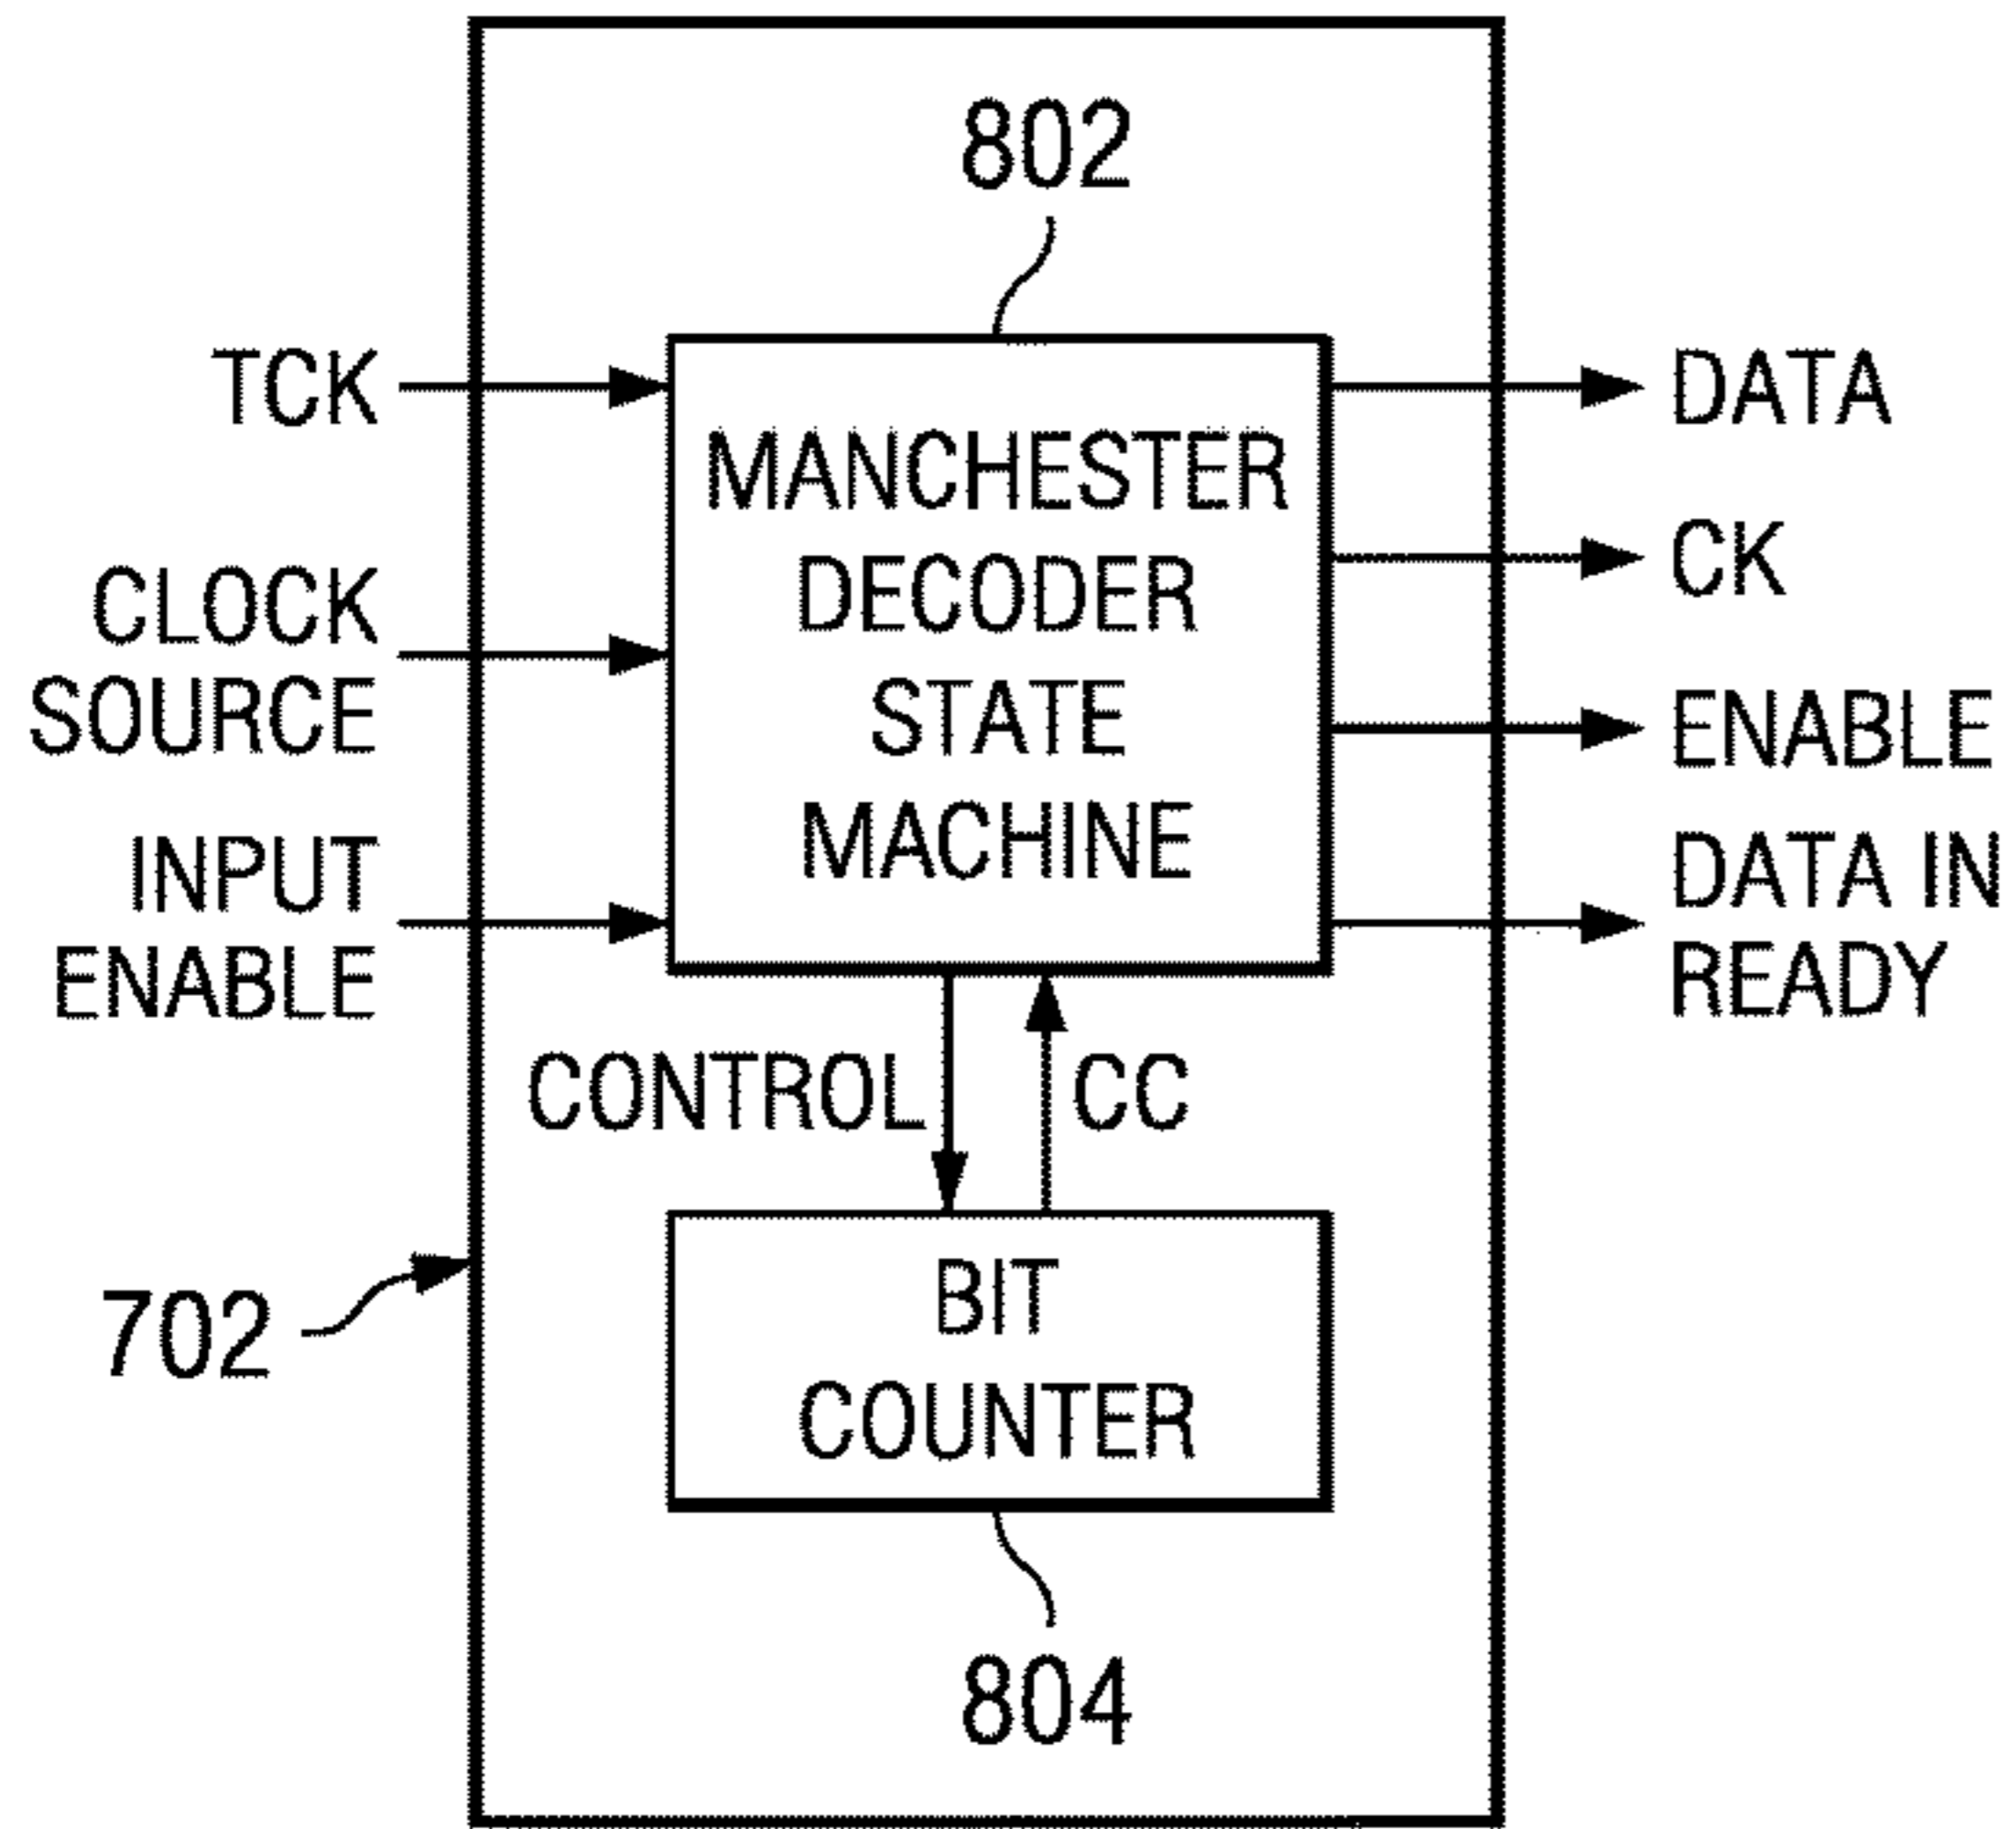 802
TCK
CLOCK
SOURCE
INPUT
ENABLE
MANCHESTER
DECODER
STATE
MACHINE
DATA
CK
ENABLE
DATA IN
READY
CONTROL
CC
BIT
COUNTER
702
804